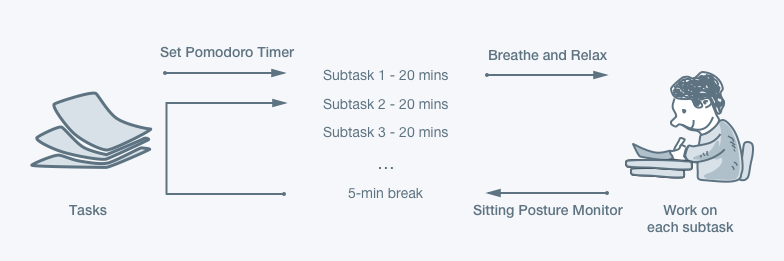 Set Pomodoro Timer
Breathe and Relax
Subtask 1 - 20 mins
Subtask 2 - 20 mins
Subtask 3 - 20 mins
...
5-min break
Tasks
Sitting Posture Monitor
Work on
each subtask